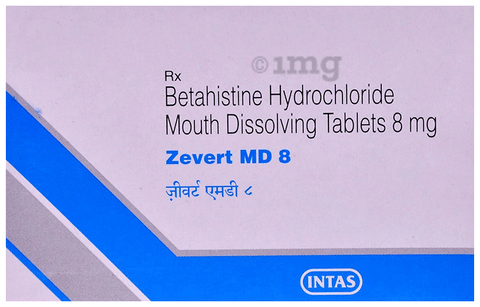 ©1mg
Rx
Betahistine Hydrochloride
Mouth Dissolving Tablets 8 mg
Zevert MD 8
ज़ीवर्ट एमडी ८
INTAS